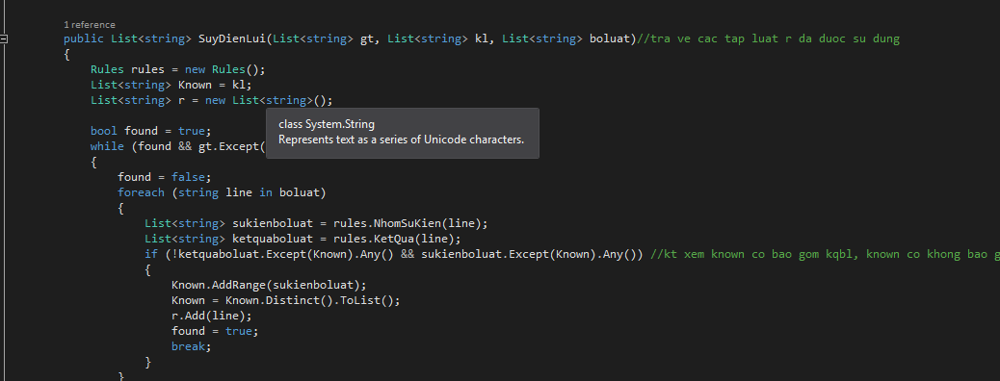 1 reference
public List<string> SuyDienLui(List<string> gt, List<string> kl, List<string> boluat)//tra ve cac tap luat r da duoc su dung
{
Rules rules = new Rules();
List<string> Known = kl;
List<string> r = new List<string>();
class System.String
Represents text as a series of Unicode characters.
bool found = true;
while (found && gt.Except(
{
found = false;
foreach (string line in boluat)
{
List<string> sukienboluat = rules.NhomSuKien(line);
List<string> ketquaboluat = rules.KetQua(line);
if (!ketquaboluat.Except(Known).Any() && sukienboluat.Except(Known).Any()) //kt xem known co bao gom kqbl, known co khong bao g
{
Known.AddRange(sukienboluat);
Known = Known.Distinct().ToList();
r.Add(line);
found = true;
break;
}
}